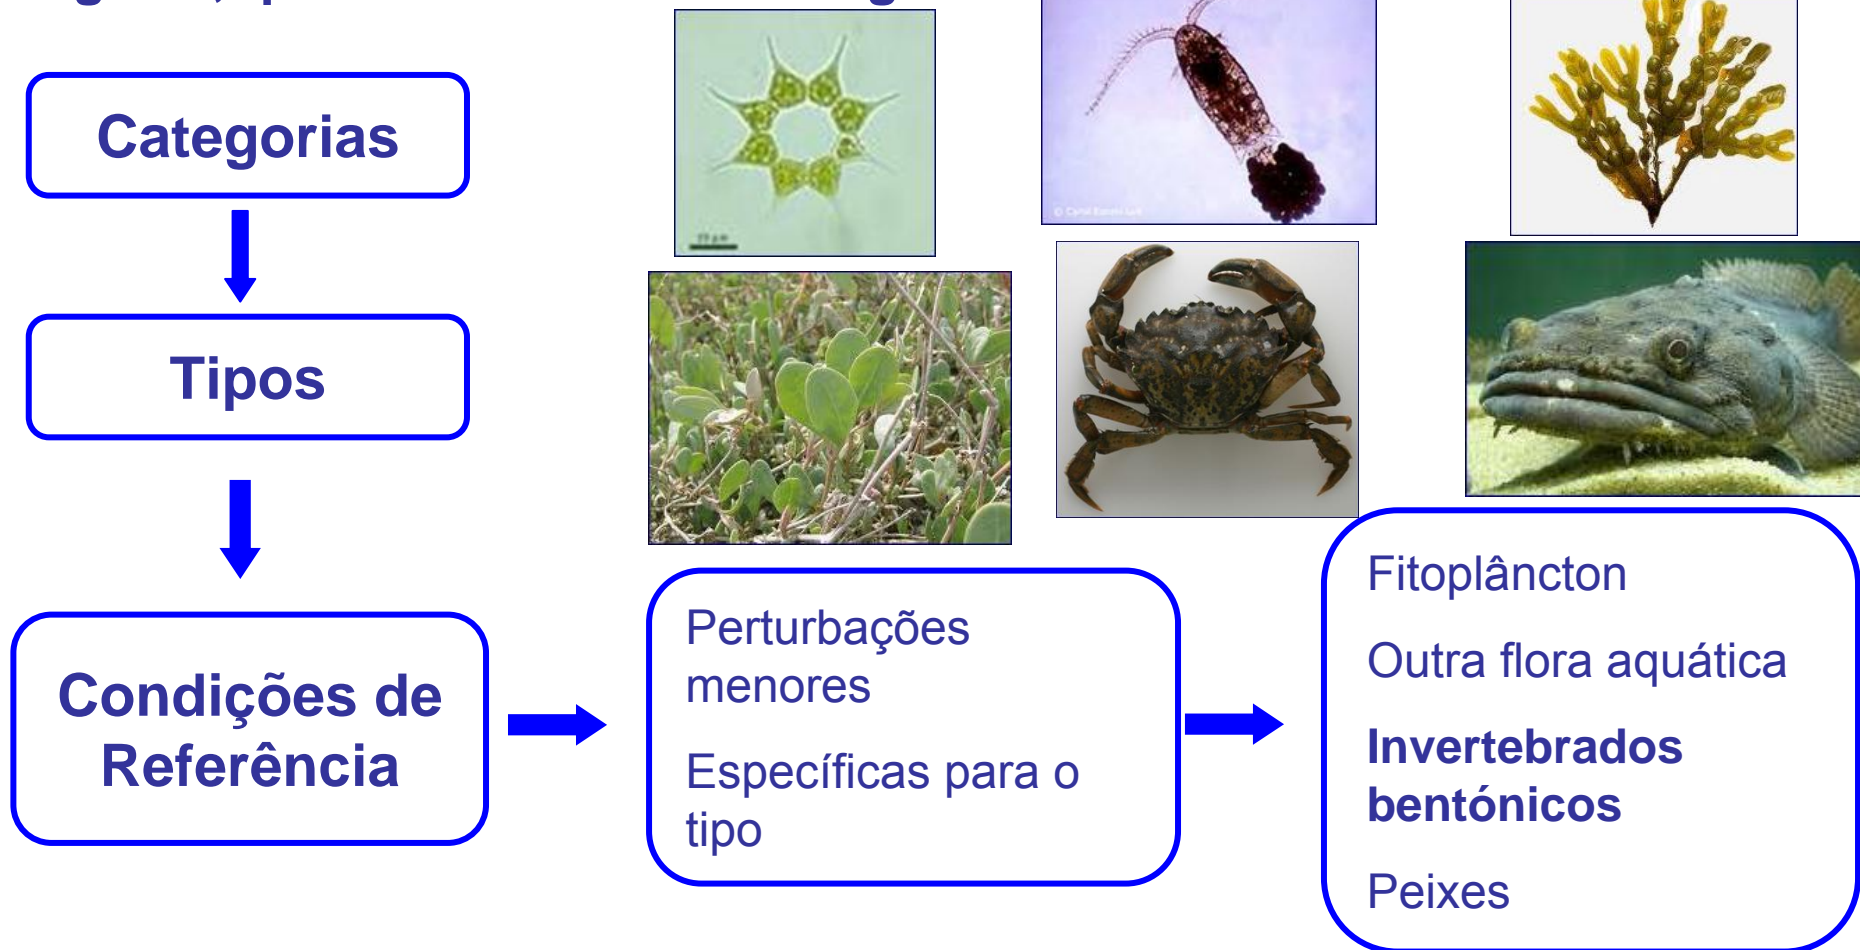 Categorias
Tipos
Condições de
Referência
Perturbações
menores
Específicas para o
tipo
Fitoplâncton
Outra flora aquática
Invertebrados
bentónicos
Peixes